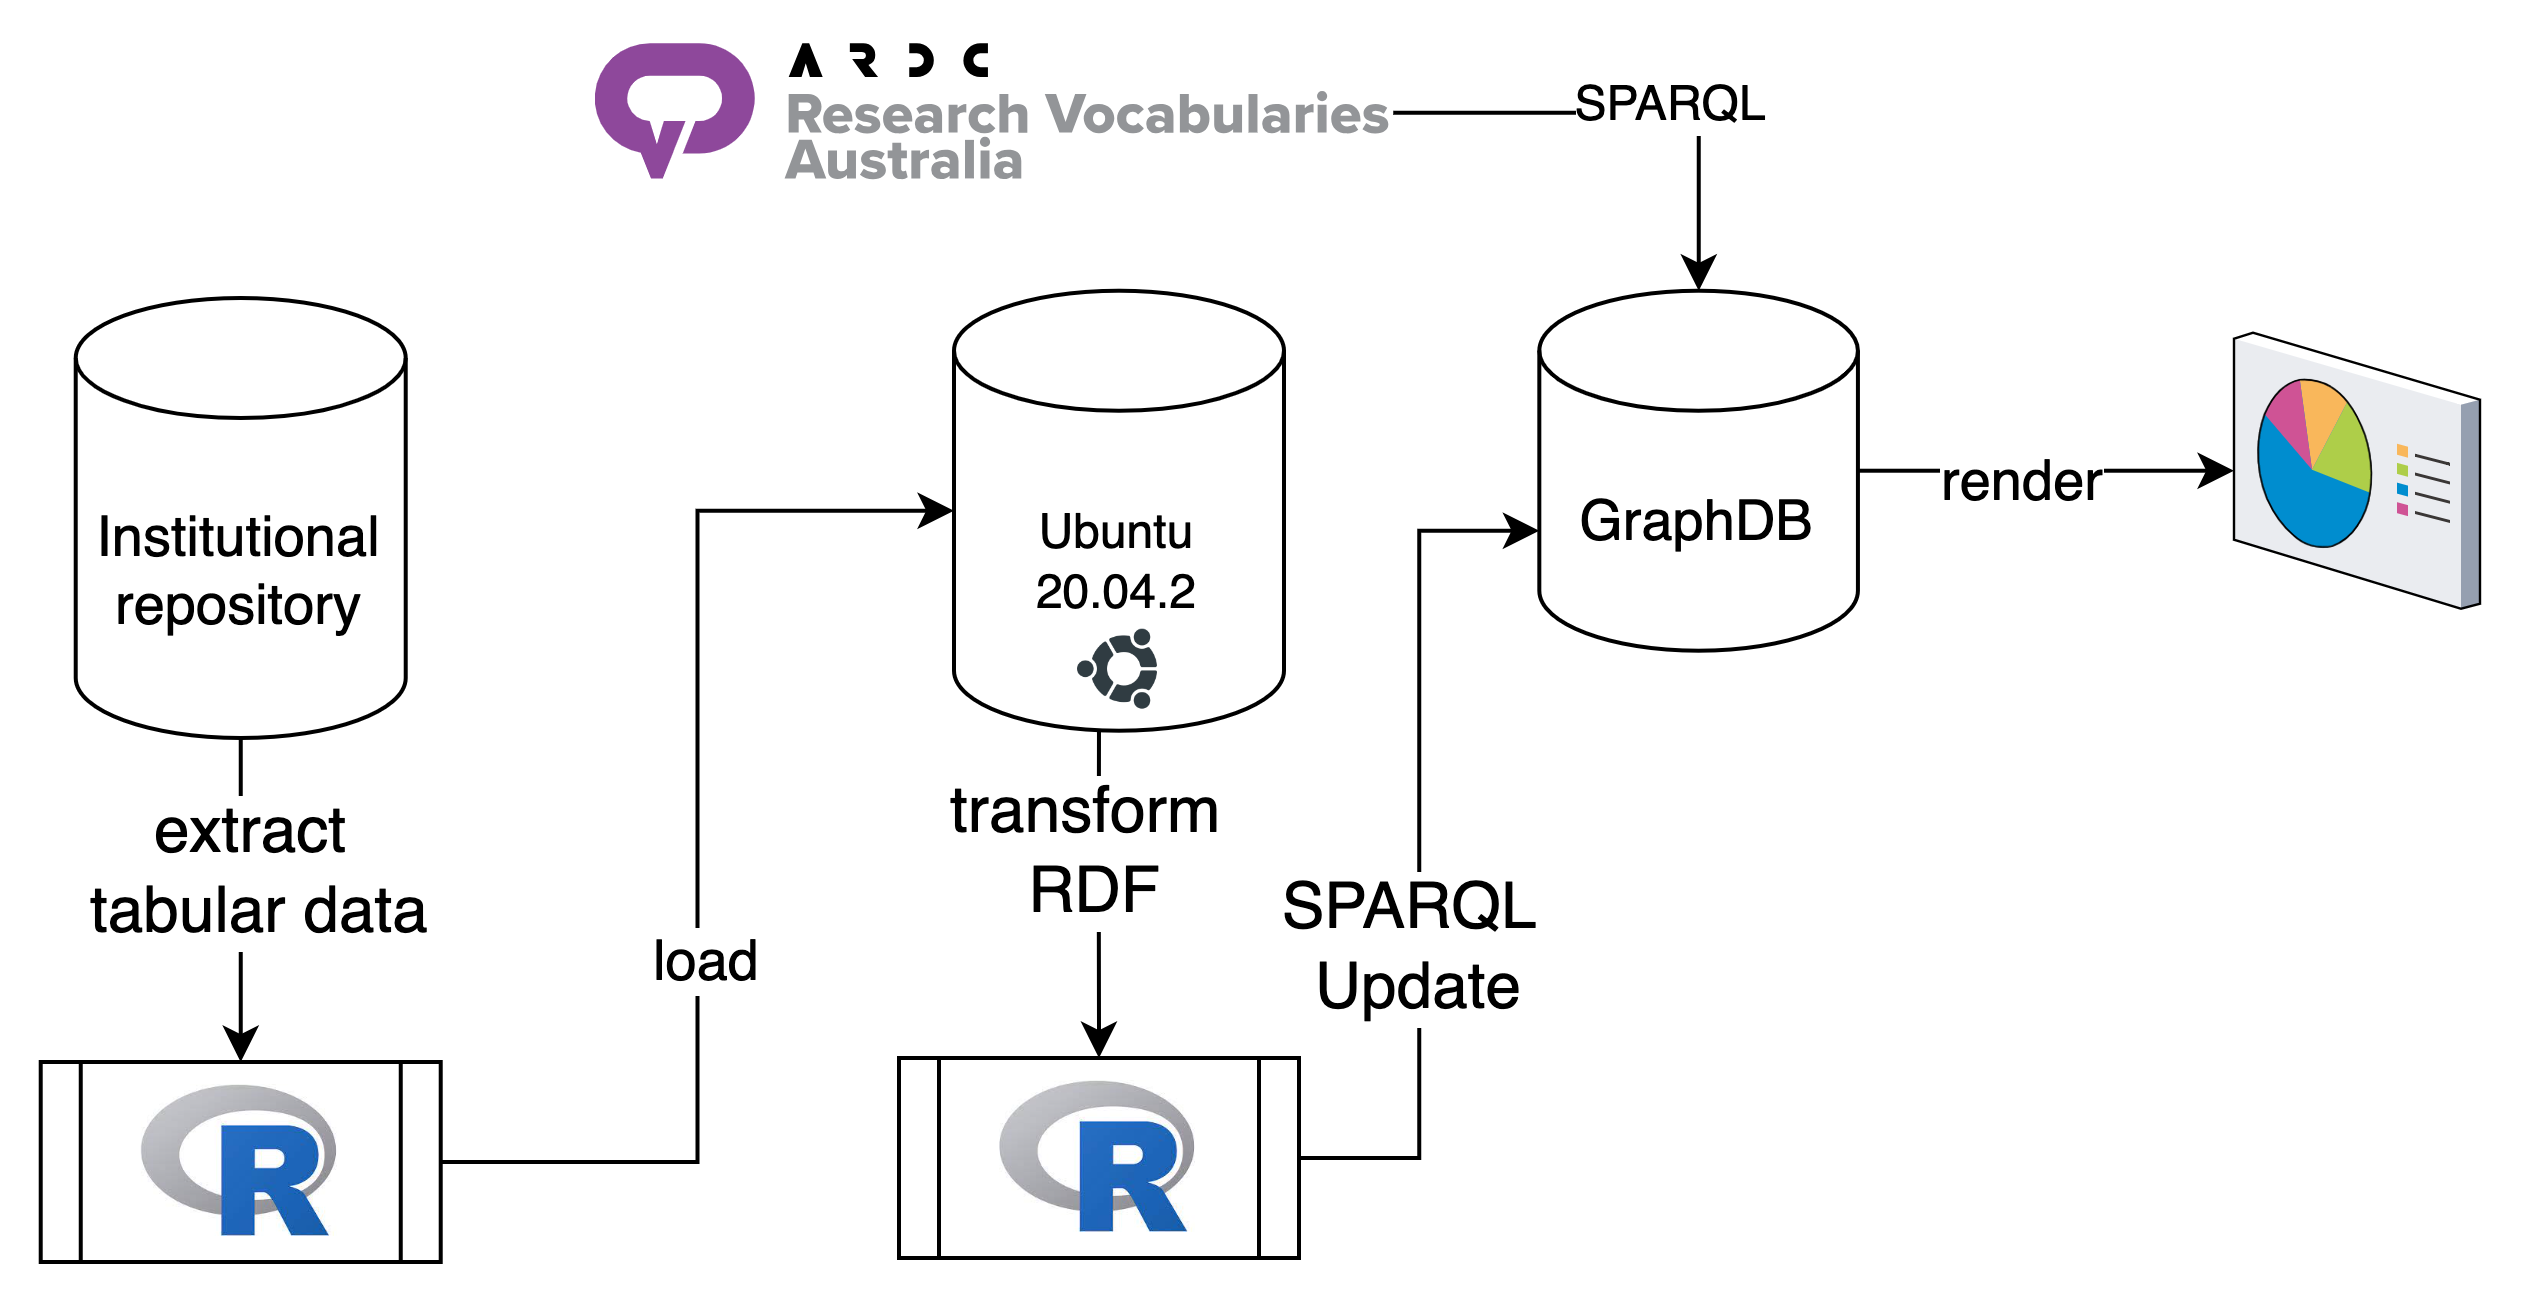 ARDC
Research Vocabularies
Australia
SPARQL
Institutional
repository
Ubuntu
20.04.2
GraphDB
render
extract
tabular data
load
transform
RDF
SPARQL
Update
R
R